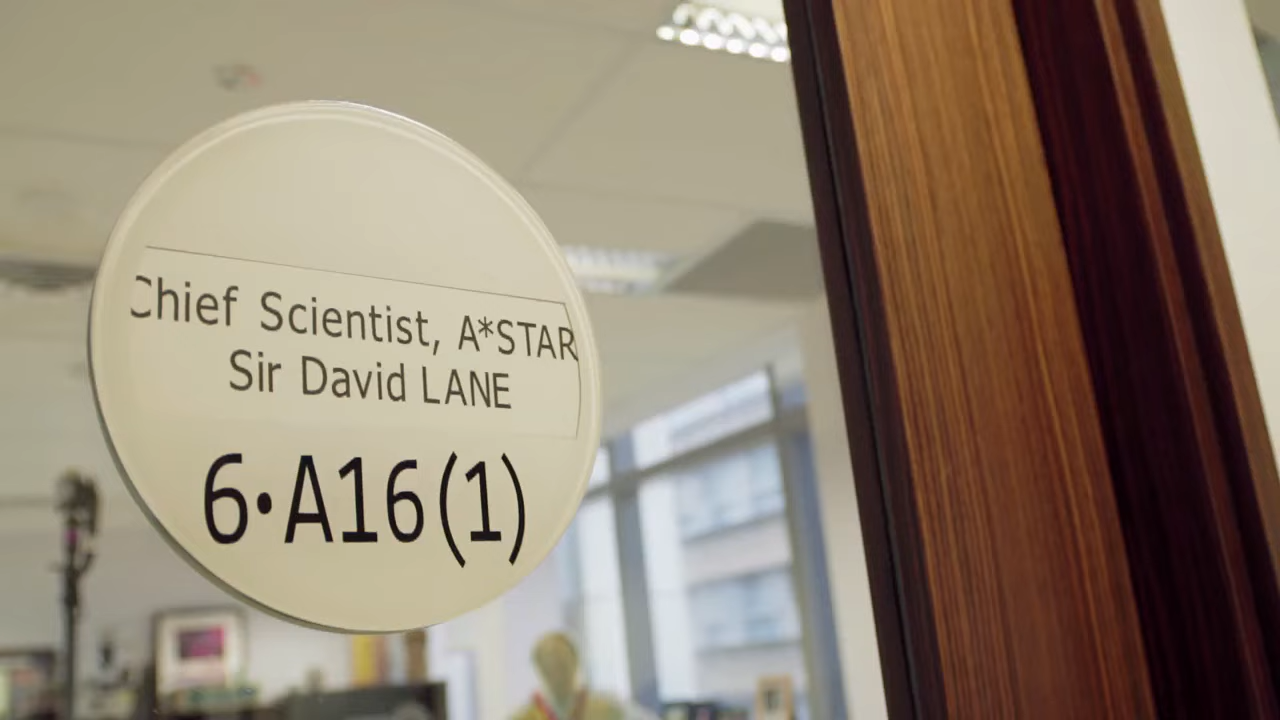 Chief Scientist, A*STAR
Sir David LANE
6·A16(1)